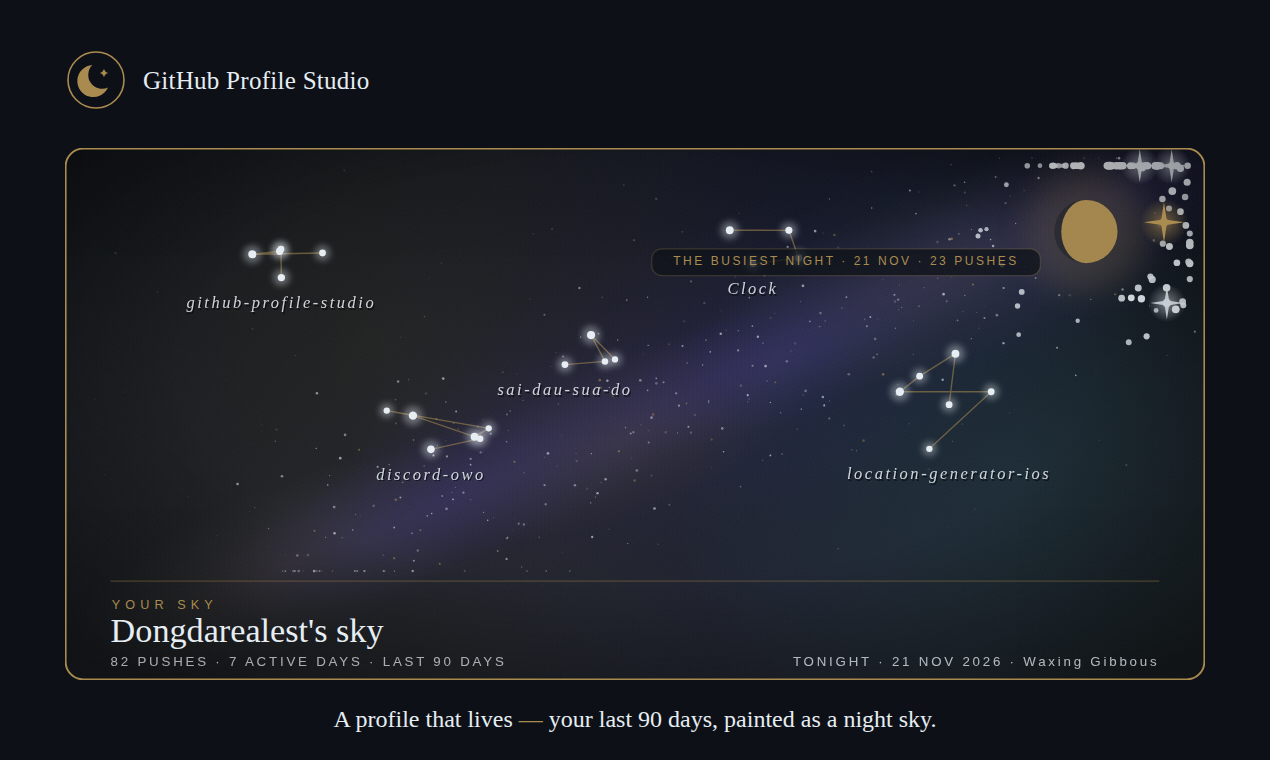 GitHub Profile Studio
THE BUSIEST NIGHT · 21 NOV · 23 PUSHES
Clock
github-profile-studio
sai-dau-sua-do
discord-owo
location-generator-ios
YOUR SKY
Dongdarealest's sky
82 PUSHES · 7 ACTIVE DAYS · LAST 90 DAYS
TONIGHT · 21 NOV 2026 · Waxing Gibbous
A profile that lives — your last 90 days, painted as a night sky.